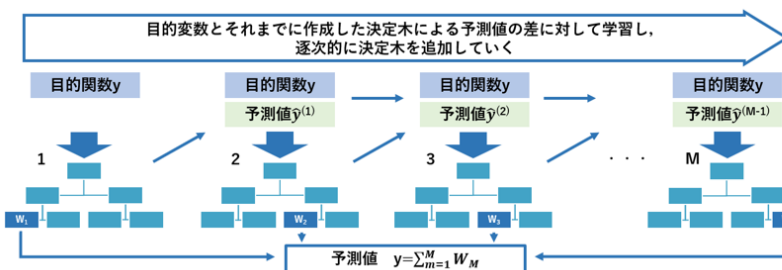 目的変数とそれまでに作成した決定木による予測値の差に対して学習し,
逐次的に決定木を追加していく
目的関数y
目的関数y
目的関数y
目的関数y
予測値ŷ⁽¹⁾
予測値ŷ⁽²⁾
予測値ŷ⁽ᴹ⁻¹⁾
1
2
3
・・・
M
W₁
W₂
W₃
予測値 y=∑ᴹₘ₌₁ W_M